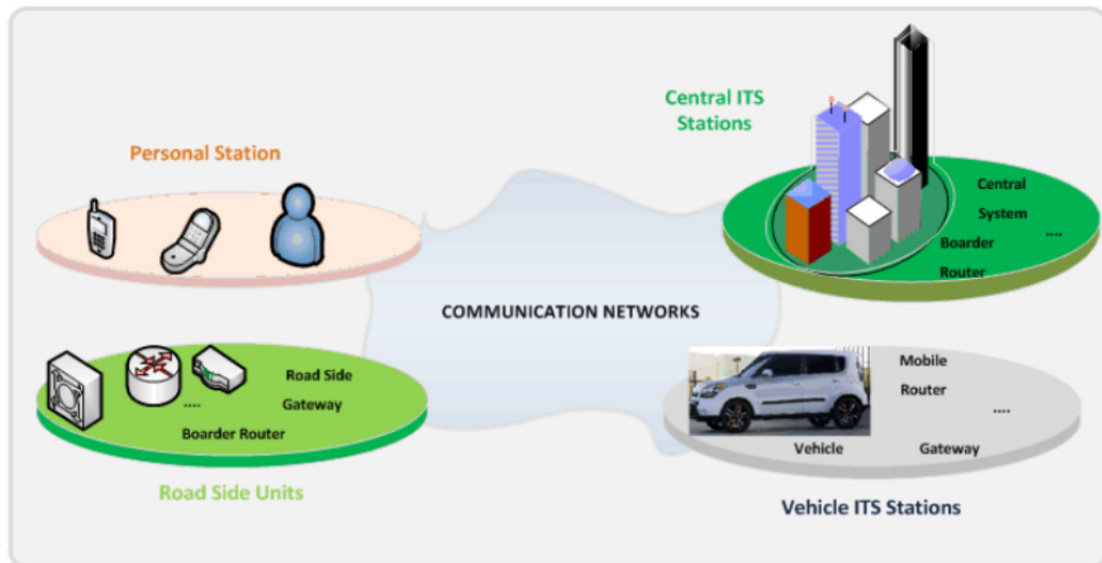 Central ITS
Stations
Personal Station
Central
System
....
Boarder
Router
COMMUNICATION NETWORKS
Road Side
....
Gateway
Boarder Router
Road Side Units
Mobile
Router
....
Vehicle
Gateway
Vehicle ITS Stations